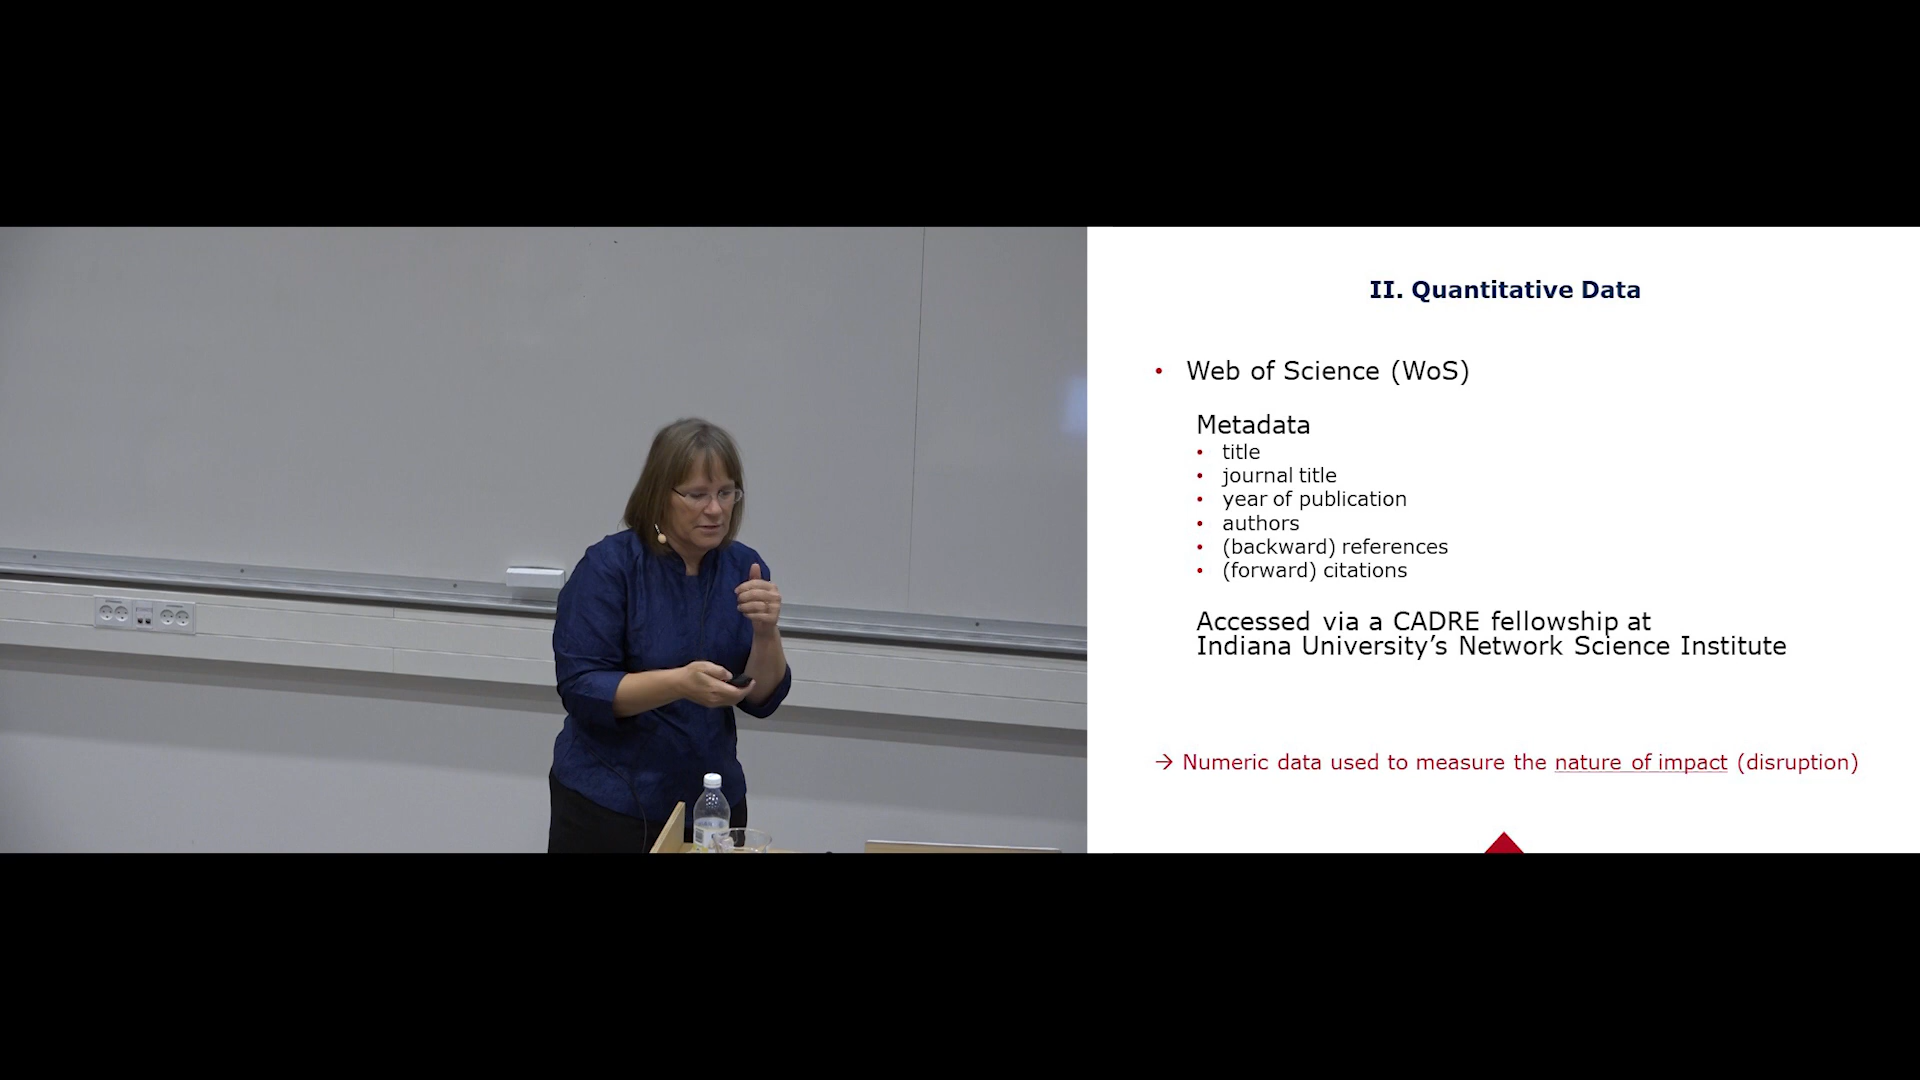 II. Quantitative Data
• Web of Science (WoS)
Metadata
• title
• journal title
• year of publication
• authors
• (backward) references
• (forward) citations
Accessed via a CADRE fellowship at
Indiana University’s Network Science Institute
→ Numeric data used to measure the nature of impact (disruption)